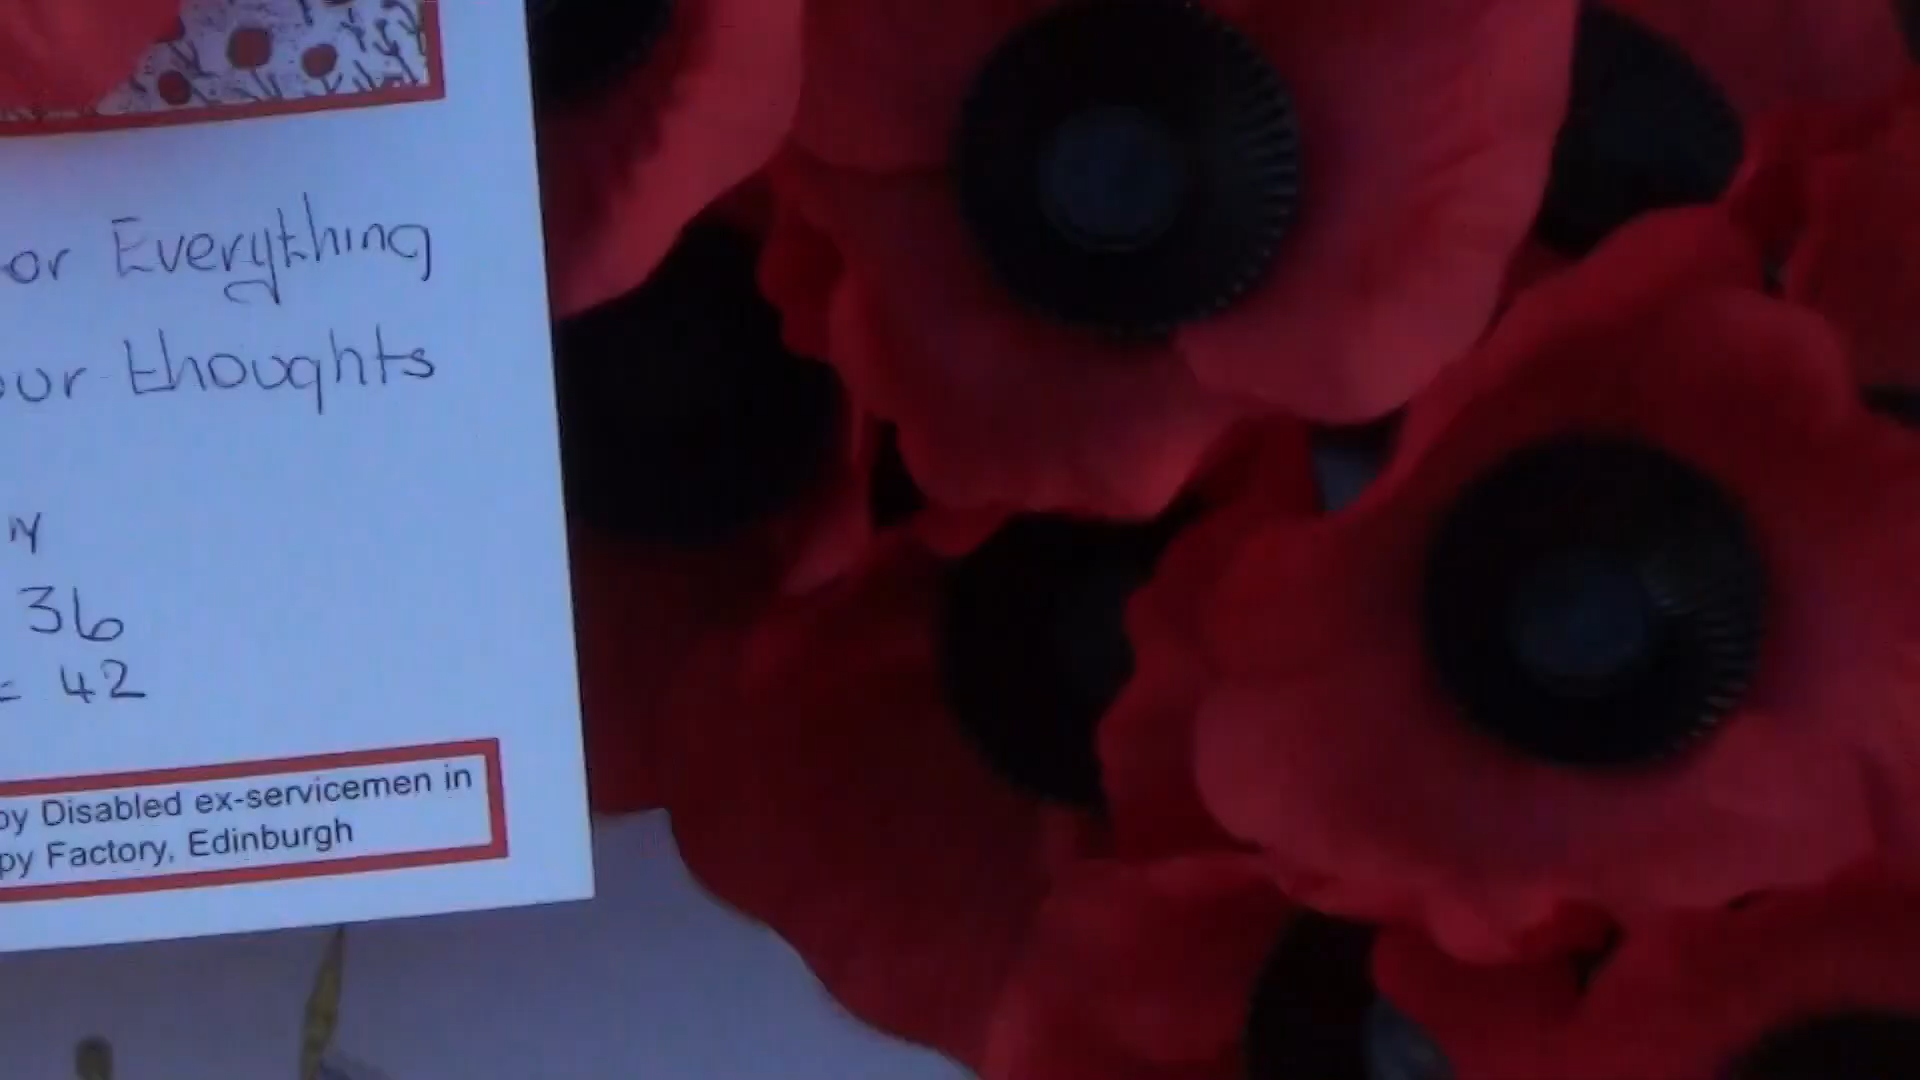 or Everything
our thoughts
N
36
= 42
by Disabled ex-servicemen in
py Factory, Edinburgh